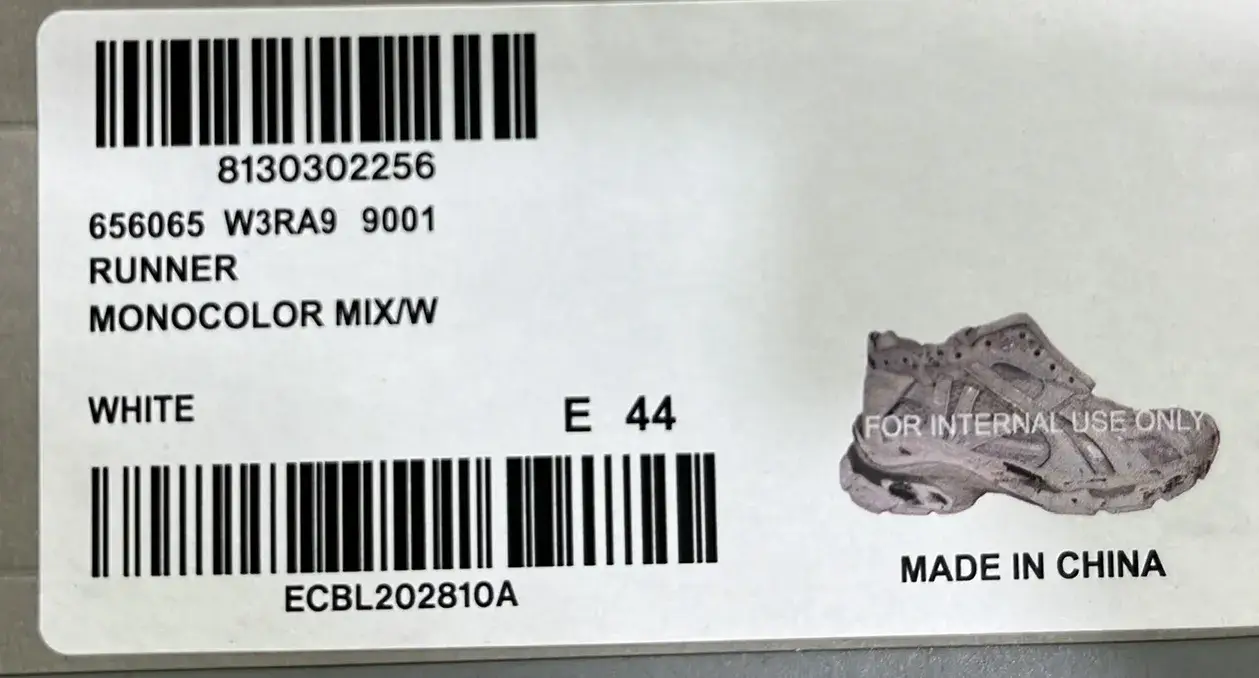 8130302256
656065 W3RA9 9001
RUNNER
MONOCOLOR MIX/W
WHITE
E 44
ECBL202810A
FOR INTERNAL USE ONLY
MADE IN CHINA